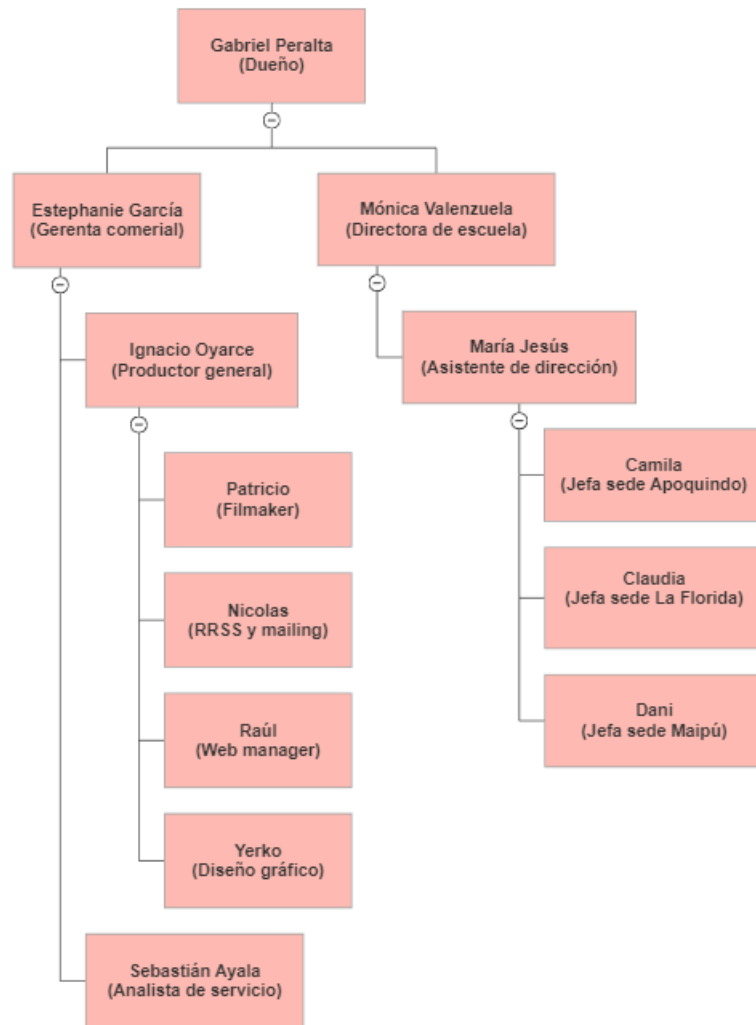 Gabriel Peralta
(Dueño)
Estephanie García
(Gerenta comerial)
Mónica Valenzuela
(Directora de escuela)
Ignacio Oyarce
(Productor general)
María Jesús
(Asistente de dirección)
Patricio
(Filmaker)
Camila
(Jefa sede Apoquindo)
Nicolas
(RRSS y mailing)
Claudia
(Jefa sede La Florida)
Raúl
(Web manager)
Dani
(Jefa sede Maipú)
Yerko
(Diseño gráfico)
Sebastián Ayala
(Analista de servicio)